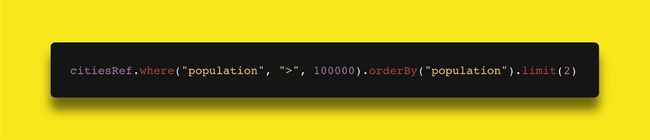 citiesRef.where("population", ">", 100000).orderBy("population").limit(2)